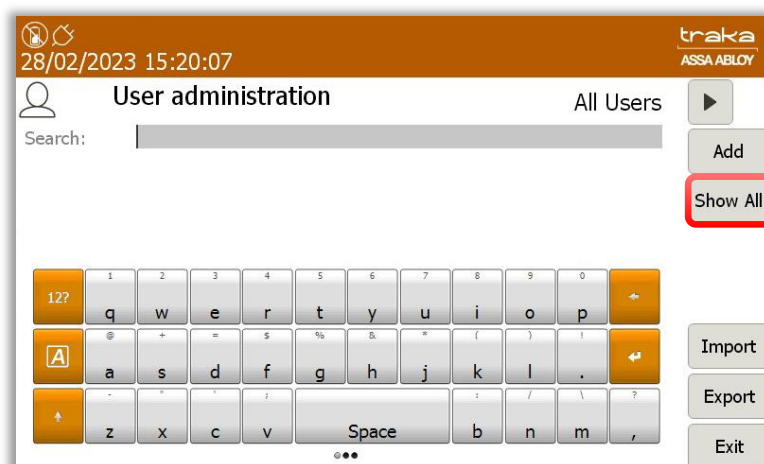 traka
28/02/2023 15:20:07
ASSA ABLOY
User administration
All Users
Search:
Add
Show All
12?
1 2 3 4 5 6 7 8 9 0
q w e r t y u i o p
@ + = $ % & * ( ) !
A
a s d f g h j k l .
- " ' ; : / \ ?
z x c v Space b n m ,
Import
Export
Exit